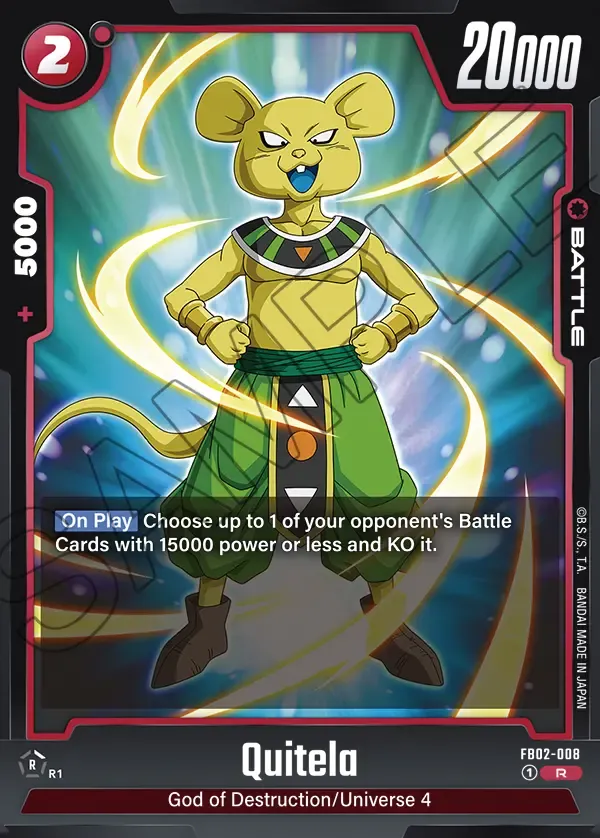 2
20000
+ 5000
BATTLE
SAMPLE
On Play Choose up to 1 of your opponent's Battle
Cards with 15000 power or less and KO it.
©B.S./S., T.A. BANDAI MADE IN JAPAN
R
R1
Quitela
FB02-008
1 R
God of Destruction/Universe 4